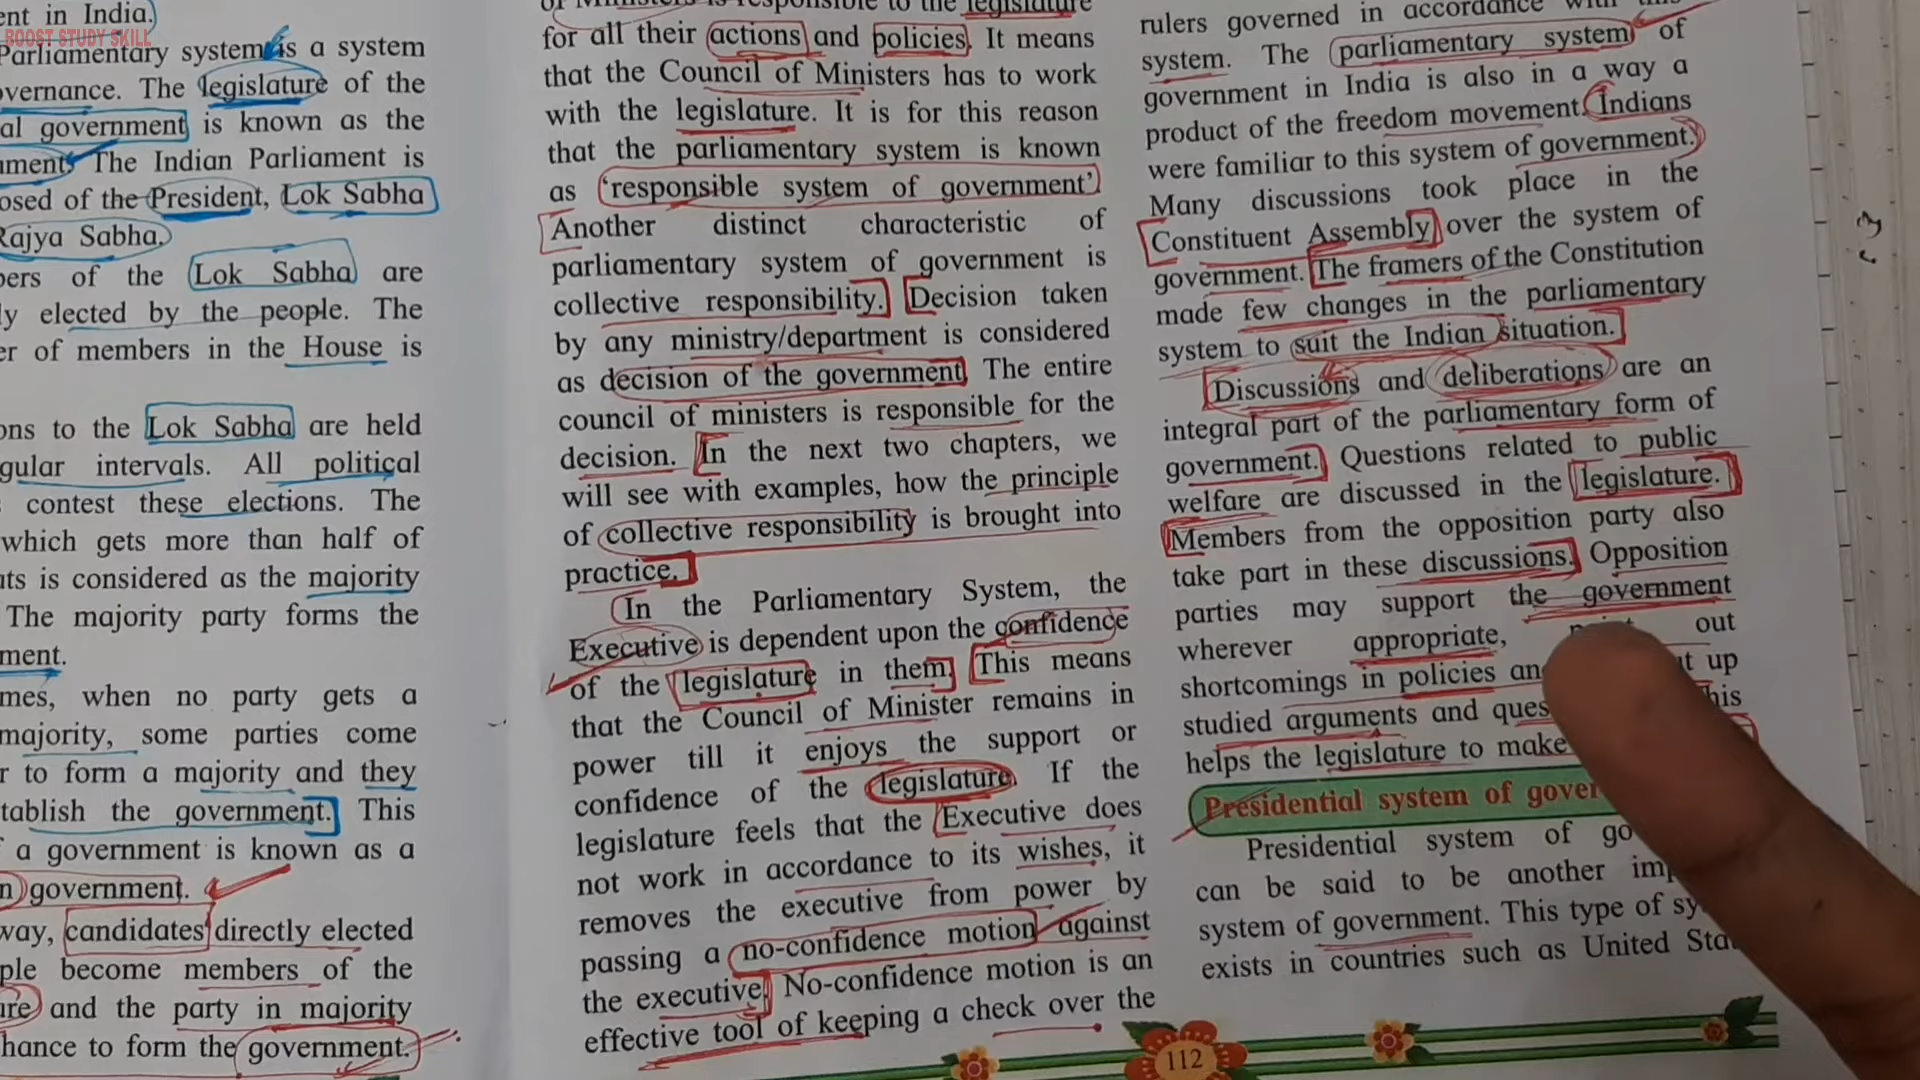 BOOST STUDY SKILL
ent in India.
Parliamentary system is a system
overnance. The legislature of the
al government is known as the
ament. The Indian Parliament is
osed of the President, Lok Sabha
Rajya Sabha.
bers of the Lok Sabha are
ly elected by the people. The
er of members in the House is
ons to the Lok Sabha are held
gular intervals. All political
contest these elections. The
which gets more than half of
ats is considered as the majority
The majority party forms the
ment.
mes, when no party gets a
majority, some parties come
r to form a majority and they
tablish the government. This
f a government is known as a
n government.
way, candidates directly elected
ple become members of the
ure and the party in majority
hance to form the government.
of Ministers is responsible to the legislature
for all their actions and policies. It means
that the Council of Ministers has to work
with the legislature. It is for this reason
that the parliamentary system is known
as 'responsible system of government'
Another distinct characteristic of
parliamentary system of government is
collective responsibility. Decision taken
by any ministry/department is considered
as decision of the government. The entire
council of ministers is responsible for the
decision. In the next two chapters, we
will see with examples, how the principle
of collective responsibility is brought into
practice.
In the Parliamentary System, the
Executive is dependent upon the confidence
of the legislature in them. This means
that the Council of Minister remains in
power till it enjoys the support or
confidence of the legislature. If the
legislature feels that the Executive does
not work in accordance to its wishes, it
removes the executive from power by
passing a no-confidence motion against
the executive. No-confidence motion is an
effective tool of keeping a check over the
rulers governed in accordance with this
system. The parliamentary system of
government in India is also in a way a
product of the freedom movement. Indians
were familiar to this system of government.
Many discussions took place in the
Constituent Assembly over the system of
government. The framers of the Constitution
made few changes in the parliamentary
system to suit the Indian situation.
Discussions and deliberations are an
integral part of the parliamentary form of
government. Questions related to public
welfare are discussed in the legislature.
Members from the opposition party also
take part in these discussions. Opposition
parties may support the government
wherever appropriate, point out
shortcomings in policies an t up
studied arguments and ques his
helps the legislature to make
Presidential system of gover
Presidential system of go
can be said to be another imp
system of government. This type of sy
exists in countries such as United Sta
112